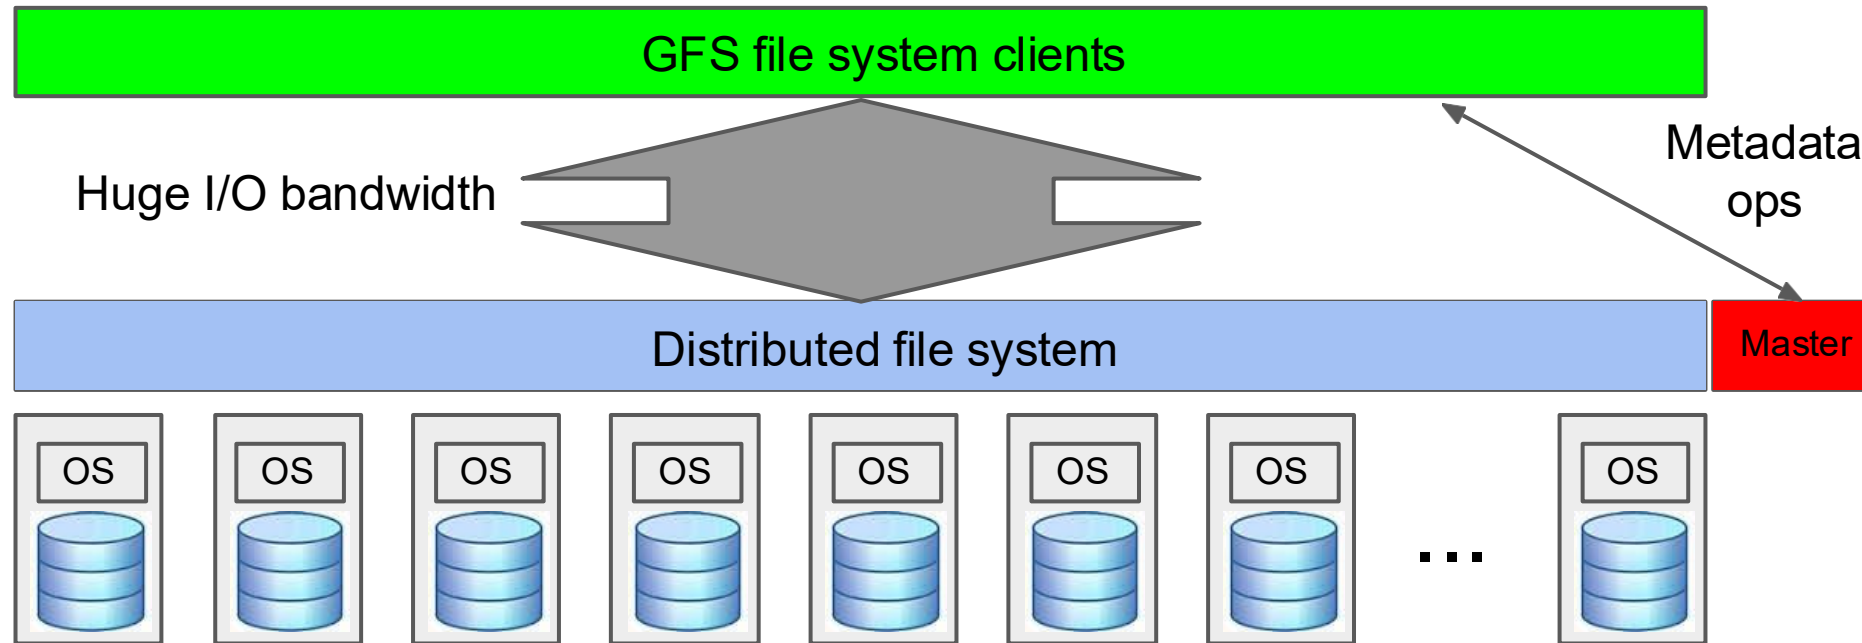 GFS file system clients
Huge I/O bandwidth
Metadata
ops
Distributed file system
Master
OS
OS
OS
OS
OS
OS
OS
...
OS